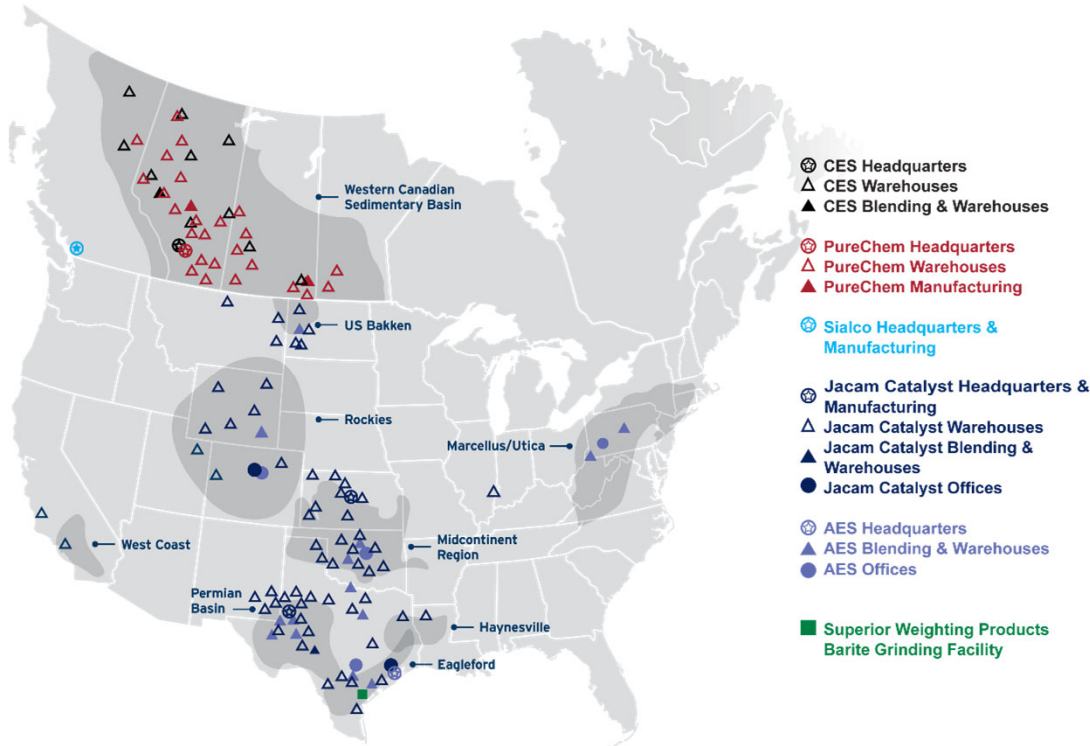 Western Canadian
Sedimentary Basin
US Bakken
Rockies
Marcellus/Utica
West Coast
Midcontinent
Region
Permian
Basin
Haynesville
Eagleford
CES Headquarters
CES Warehouses
CES Blending & Warehouses
PureChem Headquarters
PureChem Warehouses
PureChem Manufacturing
Sialco Headquarters &
Manufacturing
Jacam Catalyst Headquarters &
Manufacturing
Jacam Catalyst Warehouses
Jacam Catalyst Blending &
Warehouses
Jacam Catalyst Offices
AES Headquarters
AES Blending & Warehouses
AES Offices
Superior Weighting Products
Barite Grinding Facility